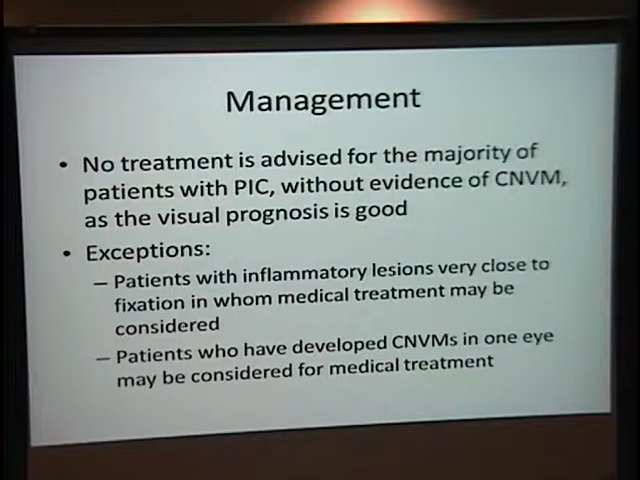 Management
• No treatment is advised for the majority of
patients with PIC, without evidence of CNVM,
as the visual prognosis is good
• Exceptions:
– Patients with inflammatory lesions very close to
fixation in whom medical treatment may be
considered
– Patients who have developed CNVMs in one eye
may be considered for medical treatment